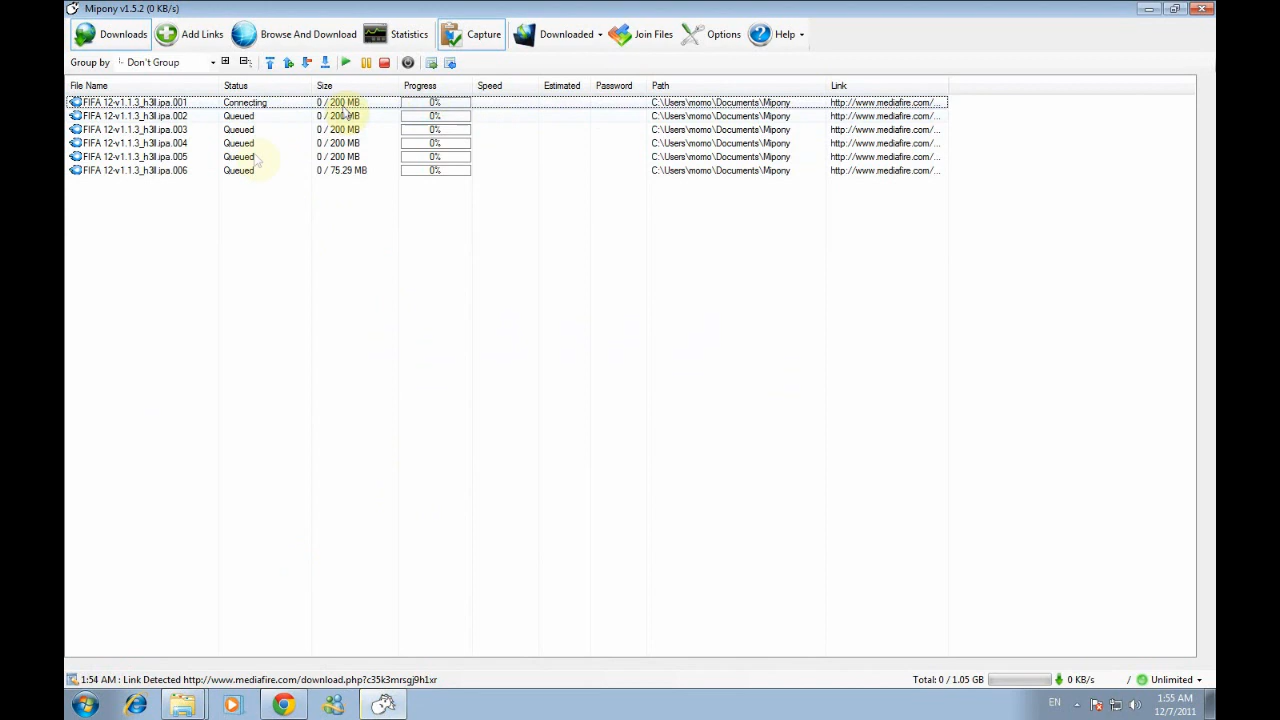 Mipony v1.5.2 (0 KB/s)
Downloads Add Links Browse And Download Statistics Capture Downloaded Join Files Options Help
Group by Don't Group
File Name Status Size Progress Speed Estimated Password Path Link
FIFA 12-v1.1.3_h3ll.ipa.001 Connecting 0 / 200 MB 0% C:\Users\momo\Documents\Mipony http://www.mediafire.com/...
FIFA 12-v1.1.3_h3ll.ipa.002 Queued 0 / 200 MB 0% C:\Users\momo\Documents\Mipony http://www.mediafire.com/...
FIFA 12-v1.1.3_h3ll.ipa.003 Queued 0 / 200 MB 0% C:\Users\momo\Documents\Mipony http://www.mediafire.com/...
FIFA 12-v1.1.3_h3ll.ipa.004 Queued 0 / 200 MB 0% C:\Users\momo\Documents\Mipony http://www.mediafire.com/...
FIFA 12-v1.1.3_h3ll.ipa.005 Queued 0 / 200 MB 0% C:\Users\momo\Documents\Mipony http://www.mediafire.com/...
FIFA 12-v1.1.3_h3ll.ipa.006 Queued 0 / 75.29 MB 0% C:\Users\momo\Documents\Mipony http://www.mediafire.com/...
1:54 AM : Link Detected http://www.mediafire.com/download.php?c35k3mrsgj9h1xr Total: 0 / 1.05 GB 0 KB/s / Unlimited
EN 1:55 AM
12/7/2011